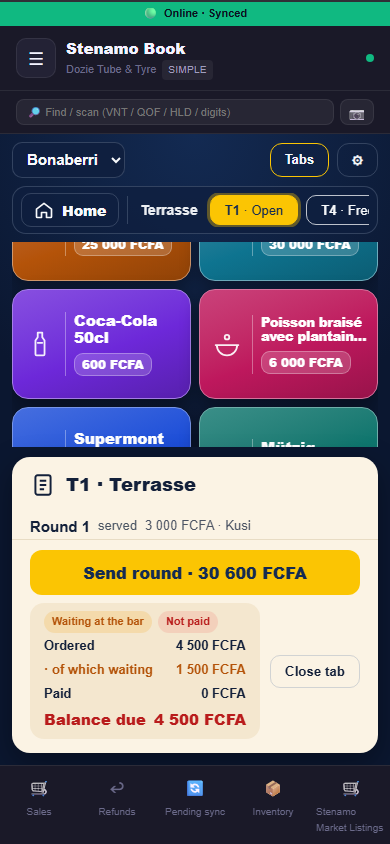 Online · Synced
Stenamo Book
Dozie Tube & Tyre SIMPLE
Find / scan (VNT / QOF / HLD / digits)
Bonaberri
Tabs
Home Terrasse T1 · Open T4 · Free
25 000 FCFA
30 000 FCFA
Coca-Cola
50cl
600 FCFA
Poisson braisé
avec plantain...
6 000 FCFA
Supermont
Mützig
T1 · Terrasse
Round 1 served 3 000 FCFA · Kusi
Send round · 30 600 FCFA
Waiting at the bar Not paid
Ordered 4 500 FCFA
· of which waiting 1 500 FCFA
Paid 0 FCFA
Balance due 4 500 FCFA
Close tab
Sales
Refunds
Pending sync
Inventory
Stenamo
Market Listings